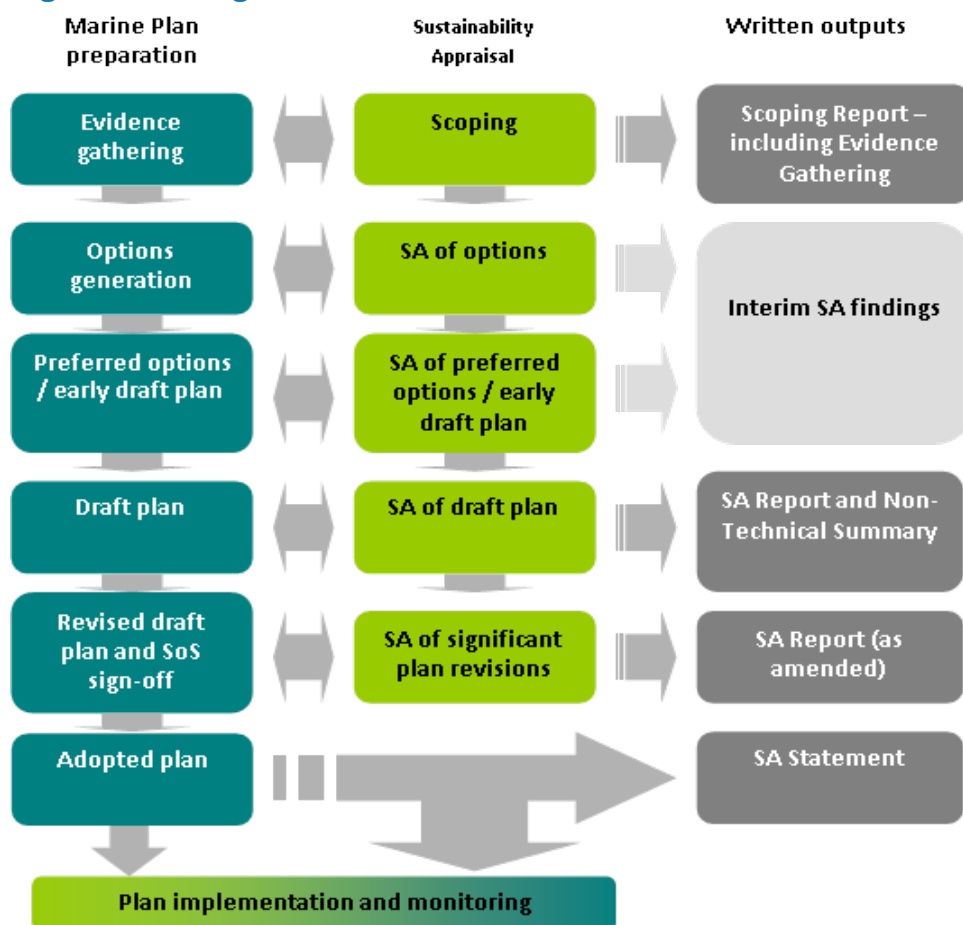 Marine Plan
preparation
Sustainability
Appraisal
Written outputs
Evidence
gathering
Scoping
Scoping Report –
including Evidence
Gathering
Options
generation
SA of options
Interim SA findings
Preferred options
/ early draft plan
SA of preferred
options / early
draft plan
Draft plan
SA of draft plan
SA Report and Non-
Technical Summary
Revised draft
plan and SoS
sign-off
SA of significant
plan revisions
SA Report (as
amended)
Adopted plan
SA Statement
Plan implementation and monitoring